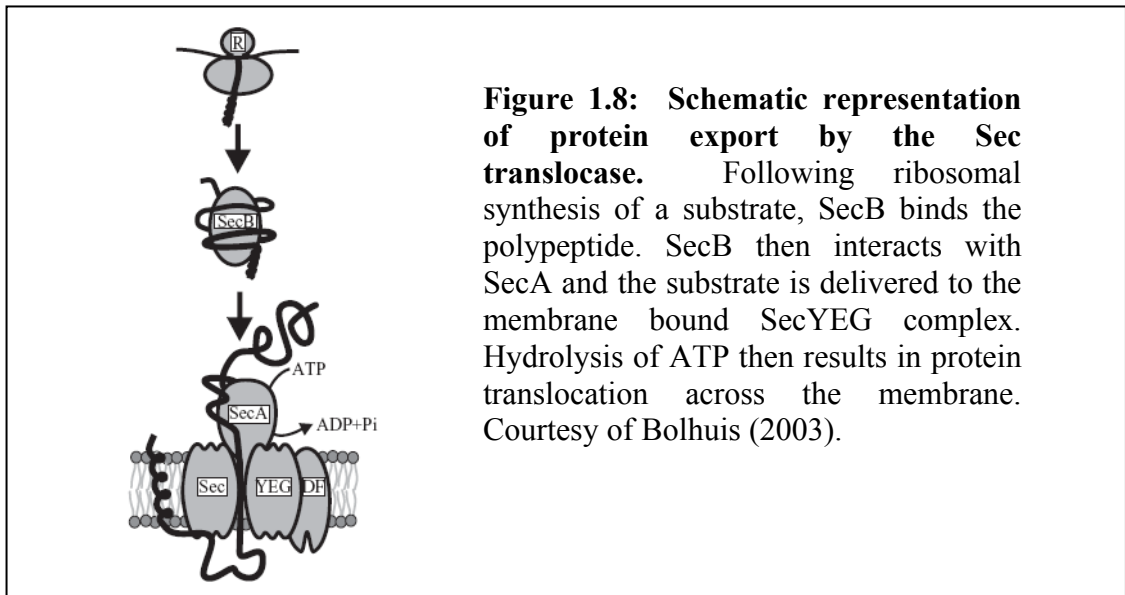 R
SecB
ATP
SecA
ADP+Pi
Sec YEG DF
Figure 1.8: Schematic representation
of protein export by the Sec
translocase. Following ribosomal
synthesis of a substrate, SecB binds the
polypeptide. SecB then interacts with
SecA and the substrate is delivered to the
membrane bound SecYEG complex.
Hydrolysis of ATP then results in protein
translocation across the membrane.
Courtesy of Bolhuis (2003).